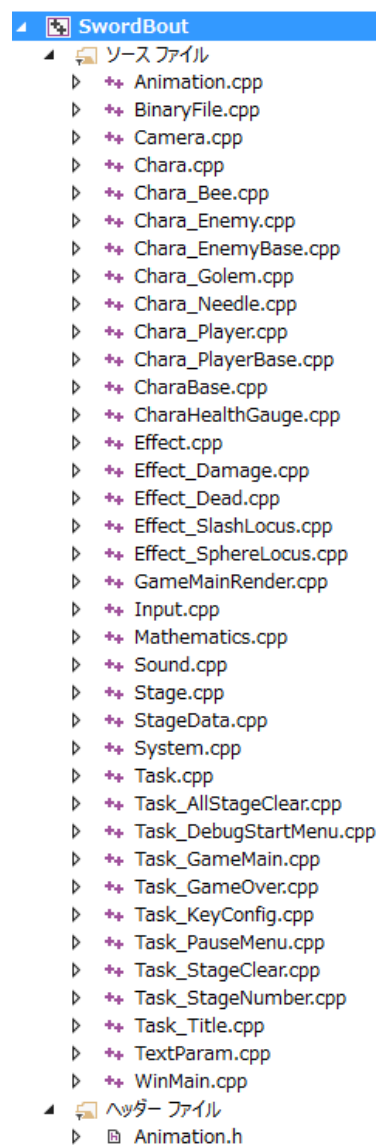 SwordBout
ソース ファイル
Animation.cpp
BinaryFile.cpp
Camera.cpp
Chara.cpp
Chara_Bee.cpp
Chara_Enemy.cpp
Chara_EnemyBase.cpp
Chara_Golem.cpp
Chara_Needle.cpp
Chara_Player.cpp
Chara_PlayerBase.cpp
CharaBase.cpp
CharaHealthGauge.cpp
Effect.cpp
Effect_Damage.cpp
Effect_Dead.cpp
Effect_SlashLocus.cpp
Effect_SphereLocus.cpp
GameMainRender.cpp
Input.cpp
Mathematics.cpp
Sound.cpp
Stage.cpp
StageData.cpp
System.cpp
Task.cpp
Task_AllStageClear.cpp
Task_DebugStartMenu.cpp
Task_GameMain.cpp
Task_GameOver.cpp
Task_KeyConfig.cpp
Task_PauseMenu.cpp
Task_StageClear.cpp
Task_StageNumber.cpp
Task_Title.cpp
TextParam.cpp
WinMain.cpp
ヘッダー ファイル
Animation.h